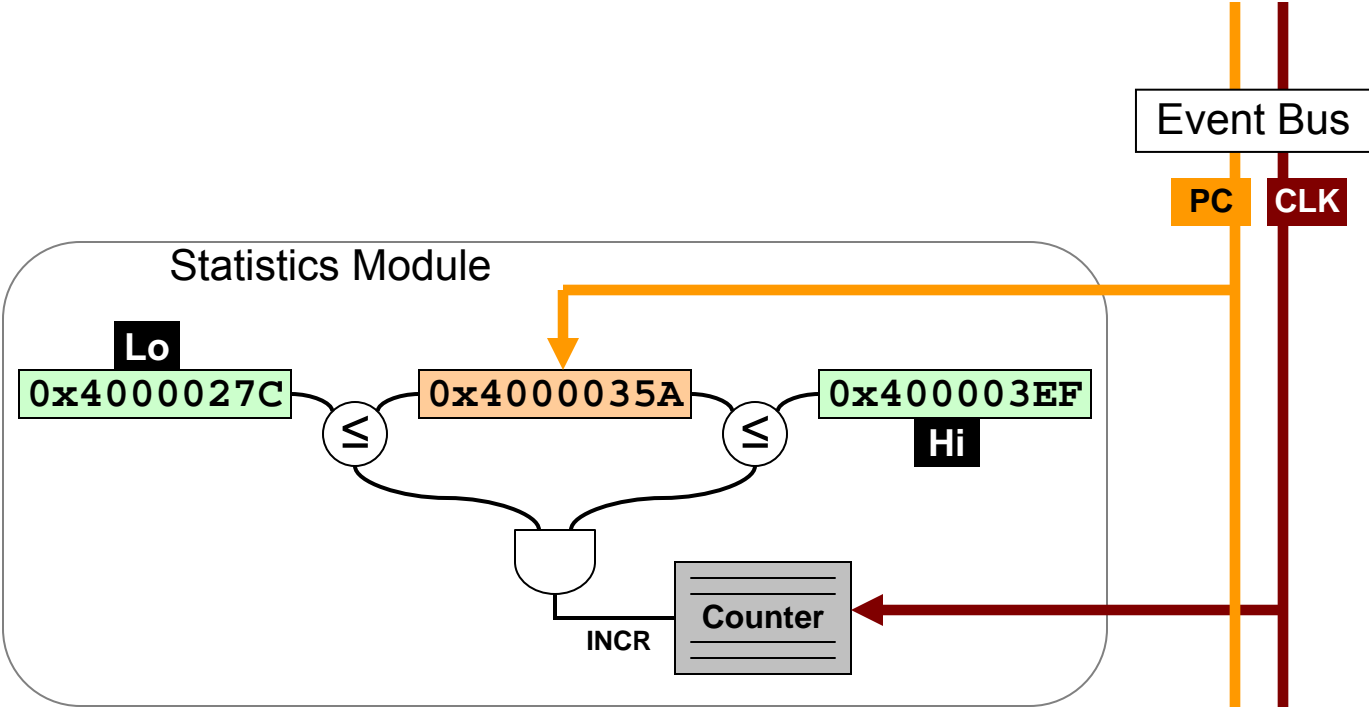 Event Bus
PC
CLK
Statistics Module
Lo
0x4000027C
0x4000035A
0x400003EF
≤
≤
Hi
Counter
INCR